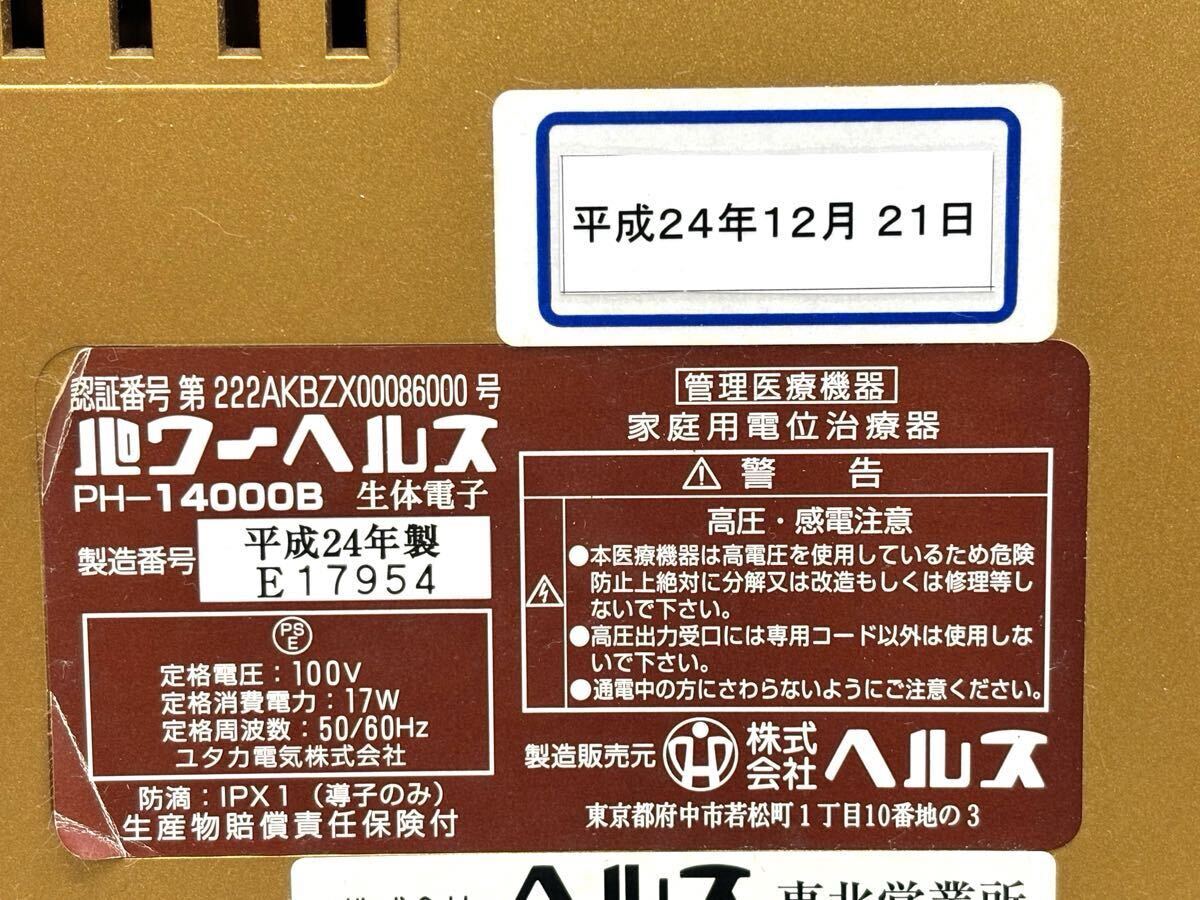 平成24年12月 21日
認証番号 第 222AKBZX00086000 号
パワーヘルス
PH-14000B 生体電子
製造番号
平成24年製
E17954
PS
E
定格電圧：100V
定格消費電力：17W
定格周波数：50/60Hz
ユタカ電気株式会社
防滴：IPX1（導子のみ）
生産物賠償責任保険付
管理医療機器
家庭用電位治療器
警 告
高圧・感電注意
●本医療機器は高電圧を使用しているため危険
防止上絶対に分解又は改造もしくは修理等し
ないで下さい。
●高圧出力受口には専用コード以外は使用しな
いで下さい。
●通電中の方にさわらないようにご注意ください。
製造販売元 株式会社 ヘルス
東京都府中市若松町1丁目10番地の3
ヘルス 東北営業所